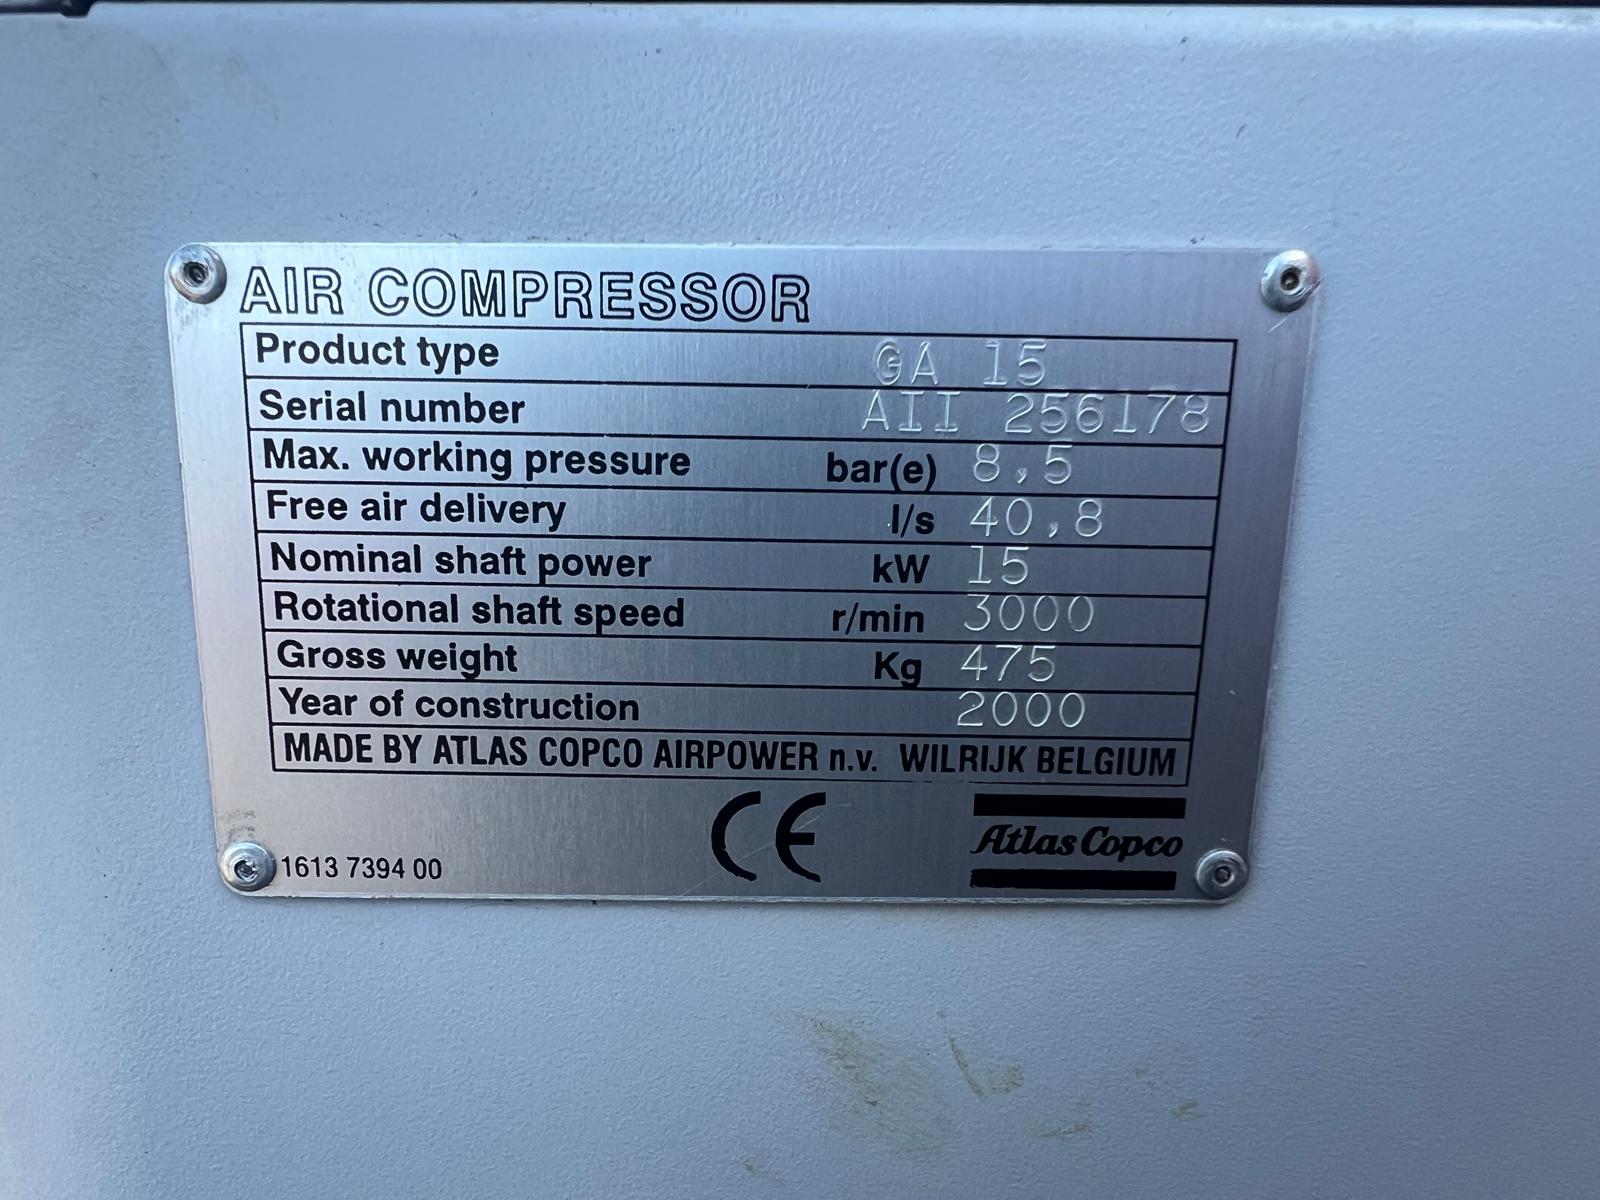 AIR COMPRESSOR
Product type GA 15
Serial number AII 256178
Max. working pressure bar(e) 8,5
Free air delivery l/s 40,8
Nominal shaft power kW 15
Rotational shaft speed r/min 3000
Gross weight Kg 475
Year of construction 2000
MADE BY ATLAS COPCO AIRPOWER n.v. WILRIJK BELGIUM
1613 7394 00 CE Atlas Copco